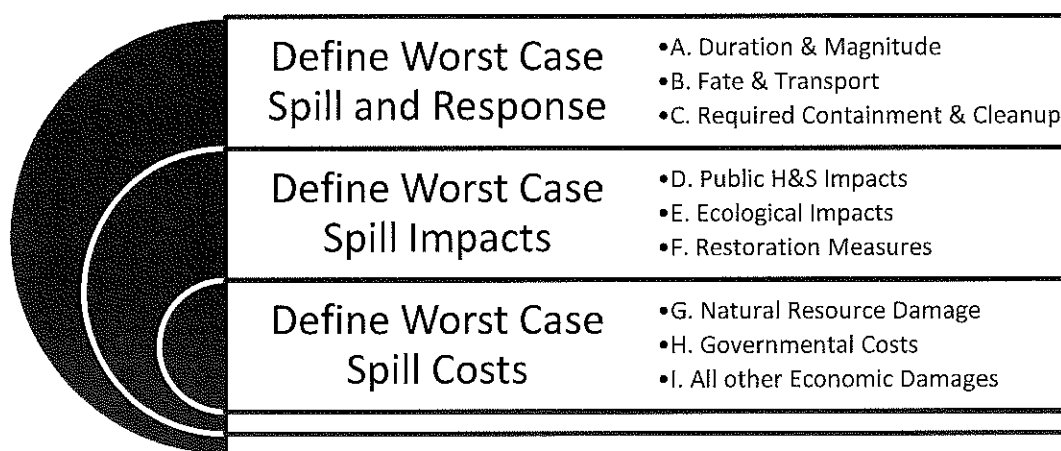 Define Worst Case
Spill and Response
•A. Duration & Magnitude
•B. Fate & Transport
•C. Required Containment & Cleanup
Define Worst Case
Spill Impacts
•D. Public H&S Impacts
•E. Ecological Impacts
•F. Restoration Measures
Define Worst Case
Spill Costs
•G. Natural Resource Damage
•H. Governmental Costs
•I. All other Economic Damages